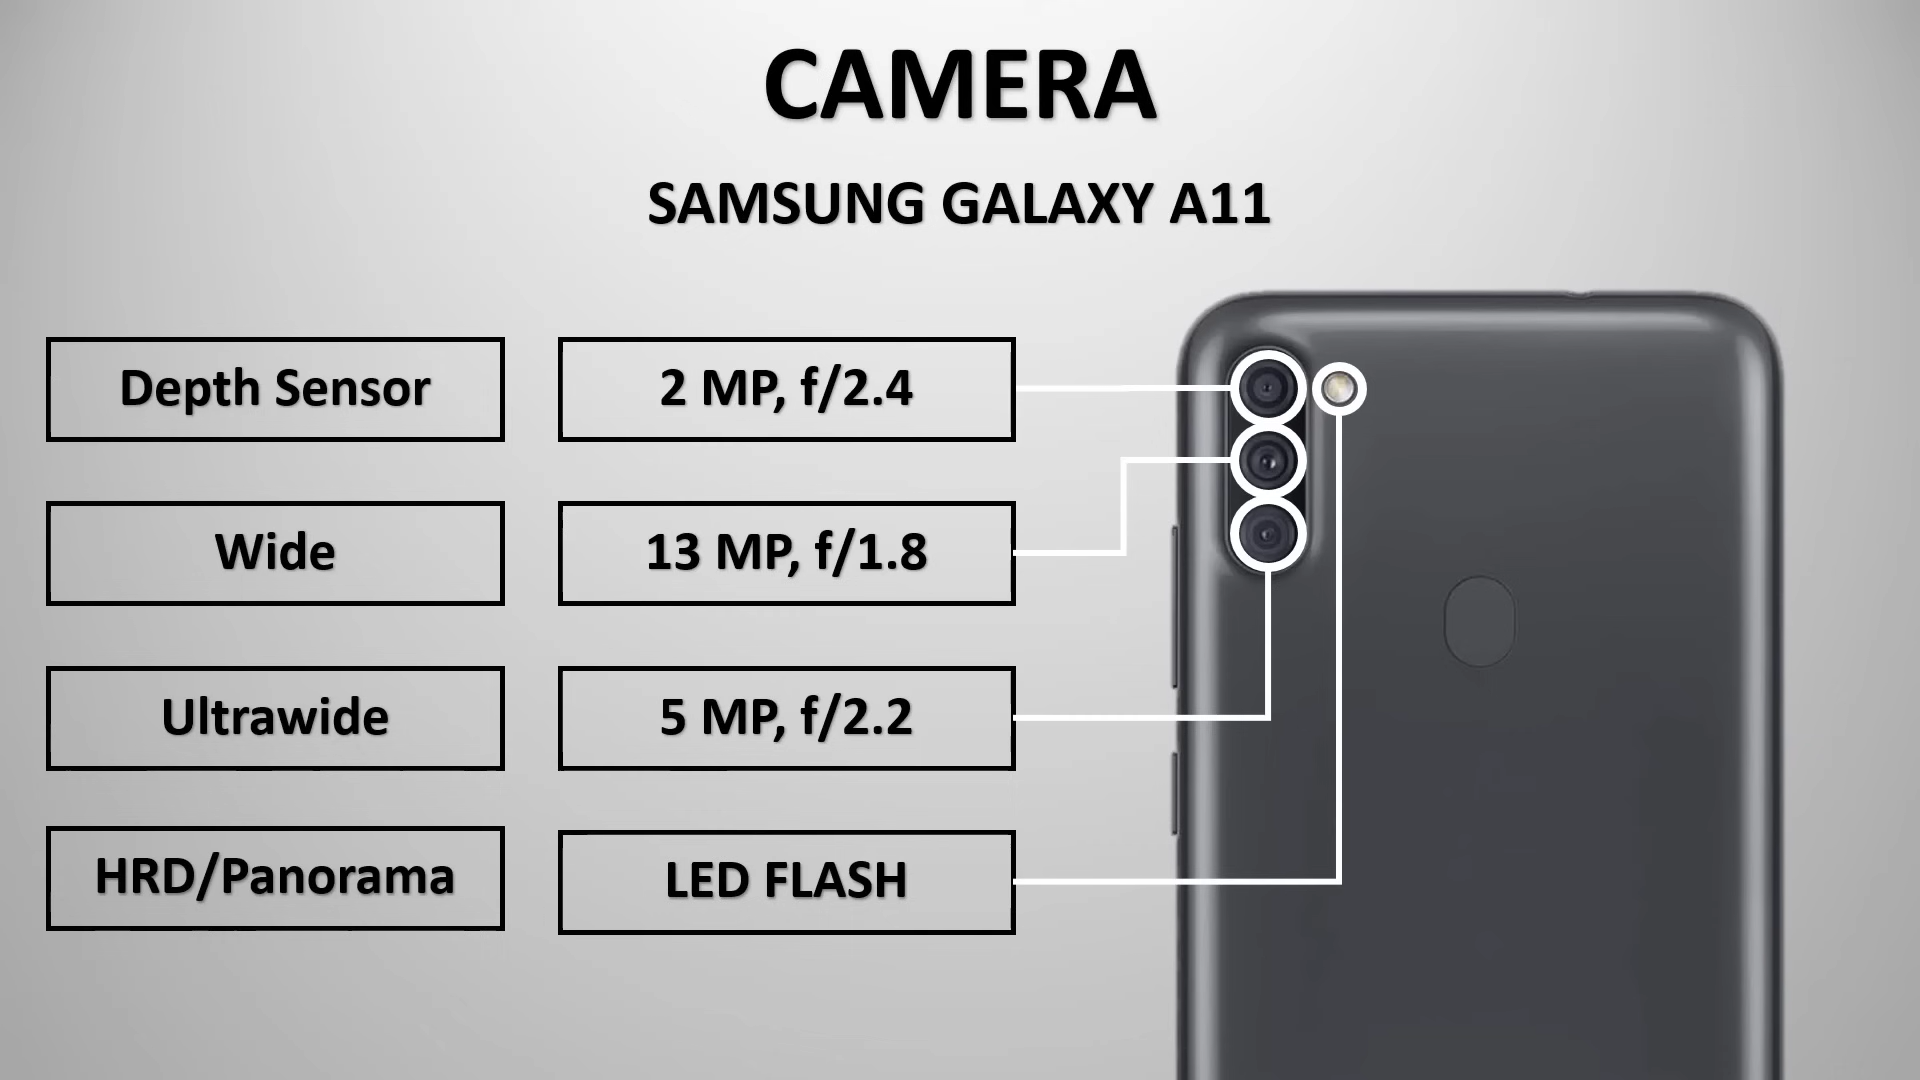 CAMERA
SAMSUNG GALAXY A11
Depth Sensor
2 MP, f/2.4
Wide
13 MP, f/1.8
Ultrawide
5 MP, f/2.2
HRD/Panorama
LED FLASH